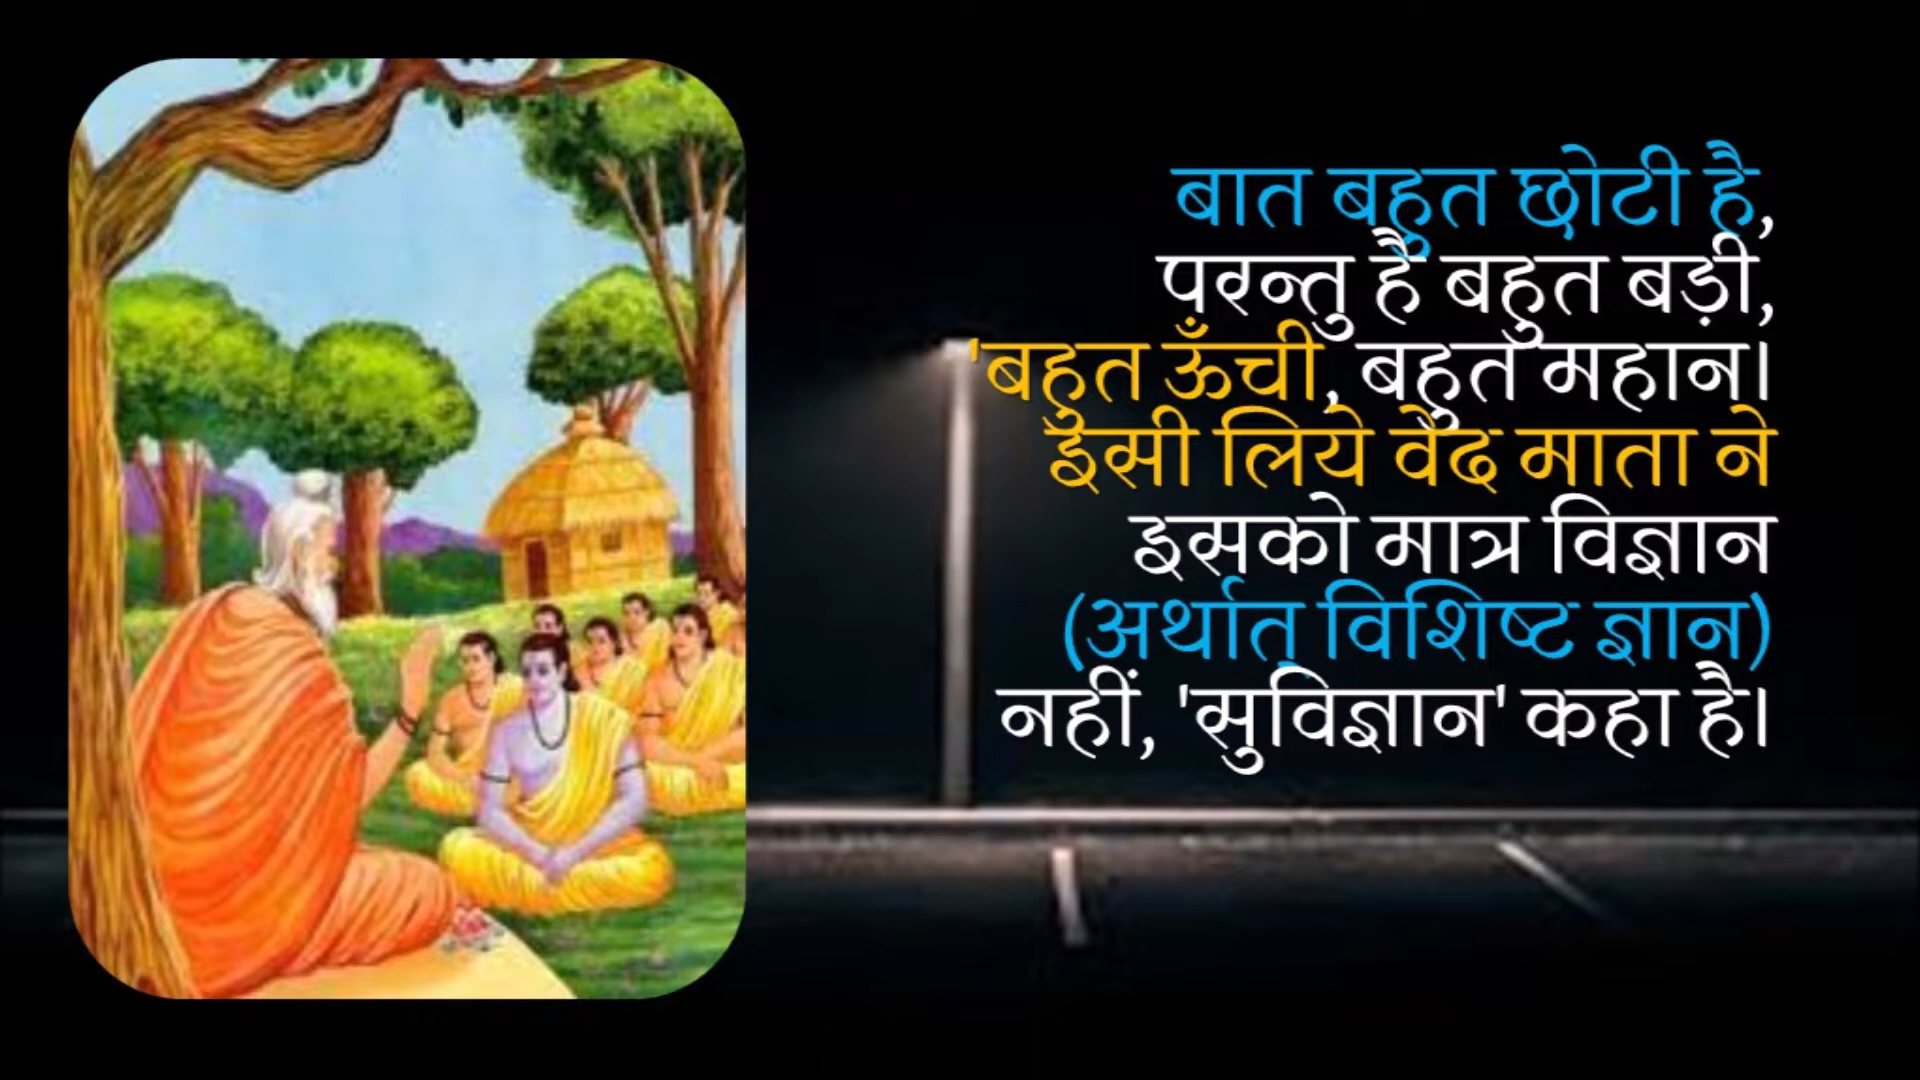 बात बहुत छोटी है,
परन्तु है बहुत बड़ी,
'बहुत ऊँची, बहुत महान।
इसी लिये वेद माता ने
इसको मात्र विज्ञान
(अर्थात् विशिष्ट ज्ञान)
नहीं, 'सुविज्ञान' कहा है।